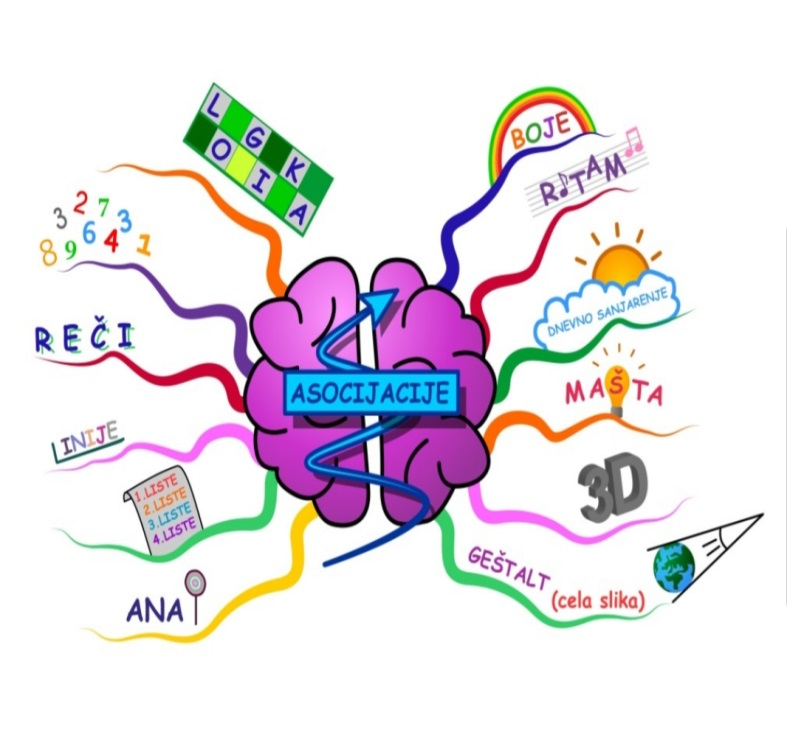 L G K
O I A
3 2 7 3
8 9 6 4 1
REČI
LINIJE
1.LISTE
2.LISTE
3.LISTE
4.LISTE
ANA
ASOCIJACIJE
BOJE
RITAM
DNEVNO SANJARENJE
MAŠTA
3D
GEŠTALT
(cela slika)